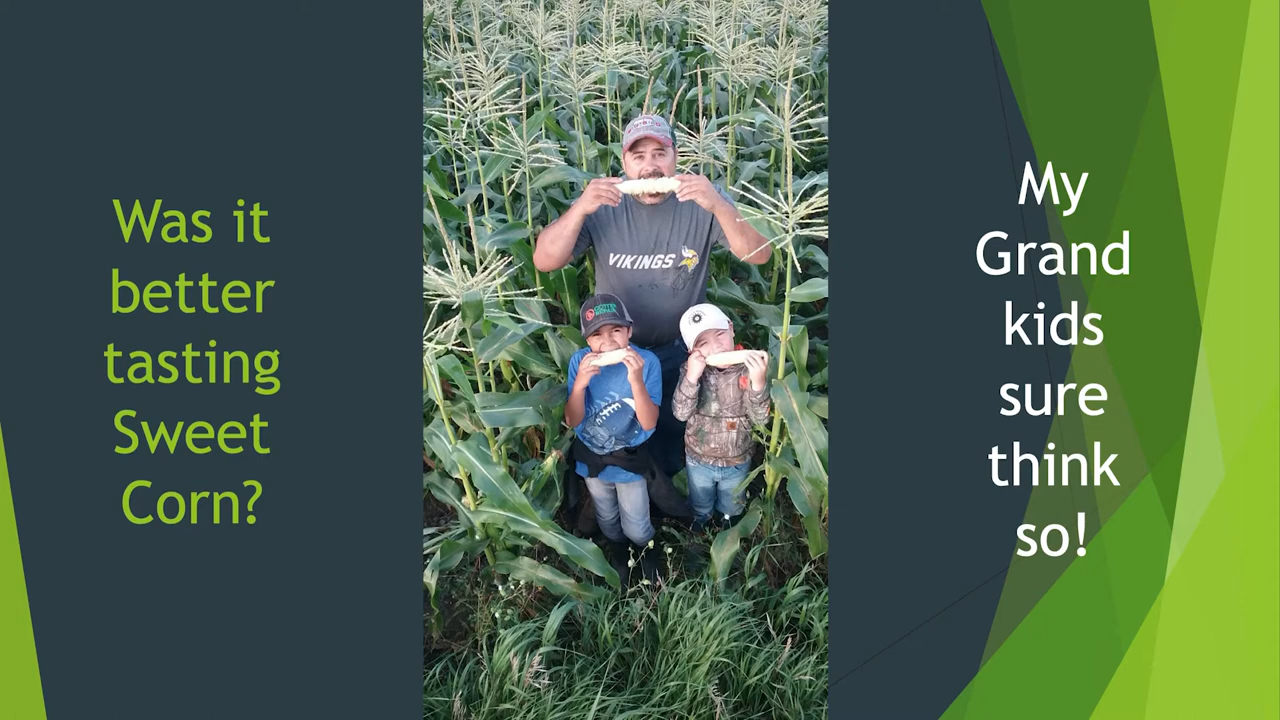 Was it
better
tasting
Sweet
Corn?
VIKINGS
My
Grand
kids
sure
think
so!